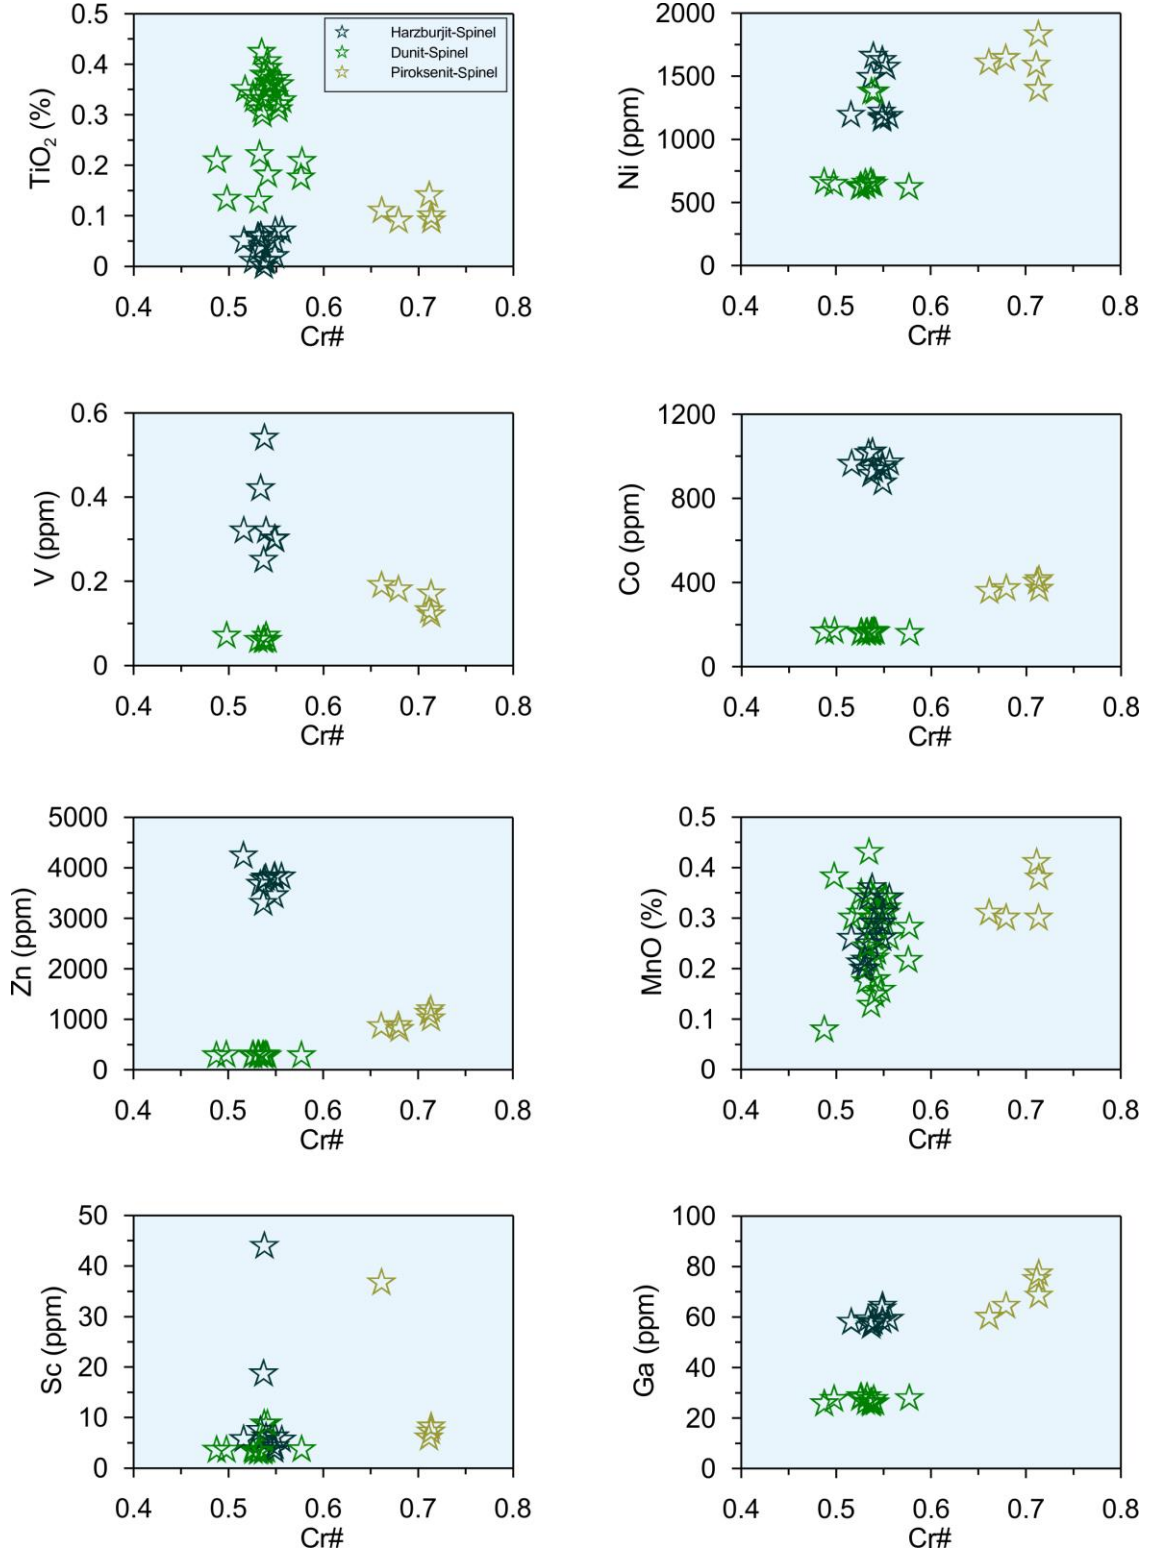 0.5
0.4
0.3
0.2
0.1
0
TiO2 (%)
0.4 0.5 0.6 0.7 0.8
Cr#
Harzburjit-Spinel
Dunit-Spinel
Piroksenit-Spinel
2000
1500
1000
500
0
Ni (ppm)
0.4 0.5 0.6 0.7 0.8
Cr#
0.6
0.4
0.2
0
V (ppm)
0.4 0.5 0.6 0.7 0.8
Cr#
1200
800
400
0
Co (ppm)
0.4 0.5 0.6 0.7 0.8
Cr#
5000
4000
3000
2000
1000
0
Zn (ppm)
0.4 0.5 0.6 0.7 0.8
Cr#
0.5
0.4
0.3
0.2
0.1
0
MnO (%)
0.4 0.5 0.6 0.7 0.8
Cr#
50
40
30
20
10
0
Sc (ppm)
0.4 0.5 0.6 0.7 0.8
Cr#
100
80
60
40
20
0
Ga (ppm)
0.4 0.5 0.6 0.7 0.8
Cr#